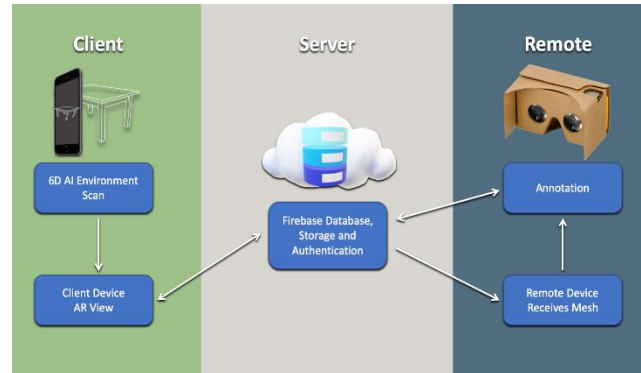 Client
Server
Remote
6D AI Environment
Scan
Client Device
AR View
Firebase Database,
Storage and
Authentication
Annotation
Remote Device
Receives Mesh